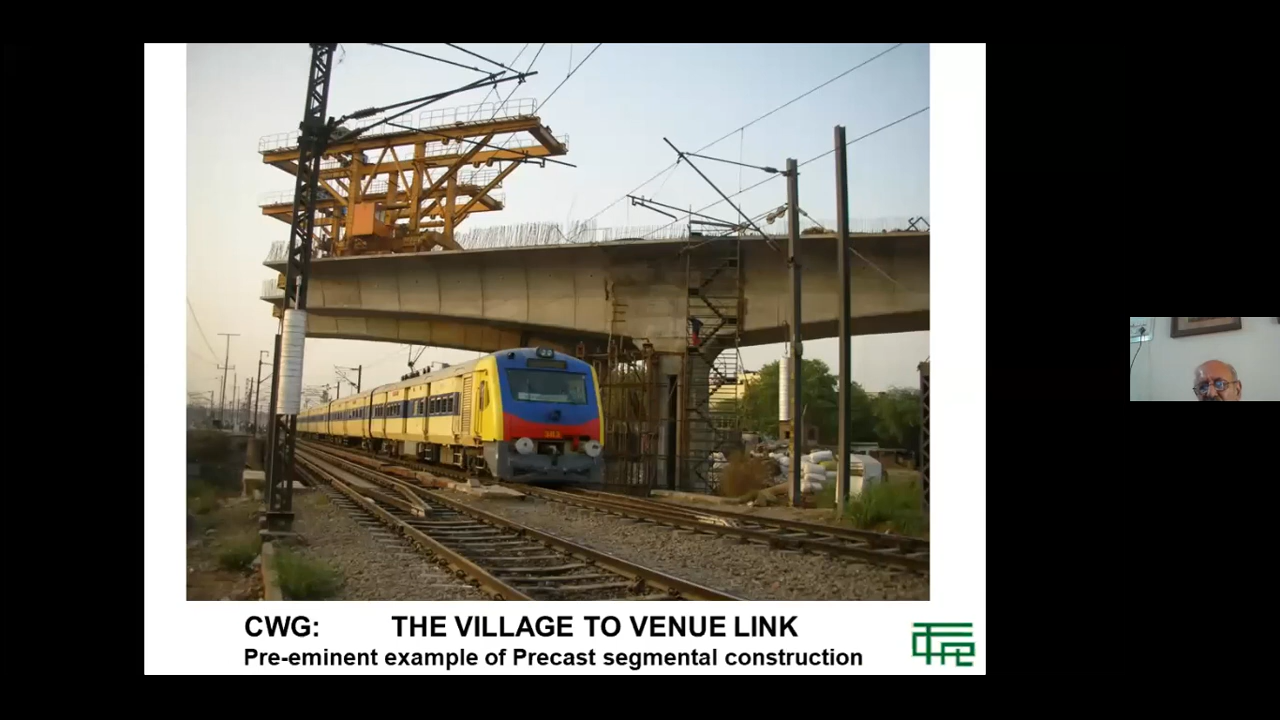 CWG: THE VILLAGE TO VENUE LINK
Pre-eminent example of Precast segmental construction